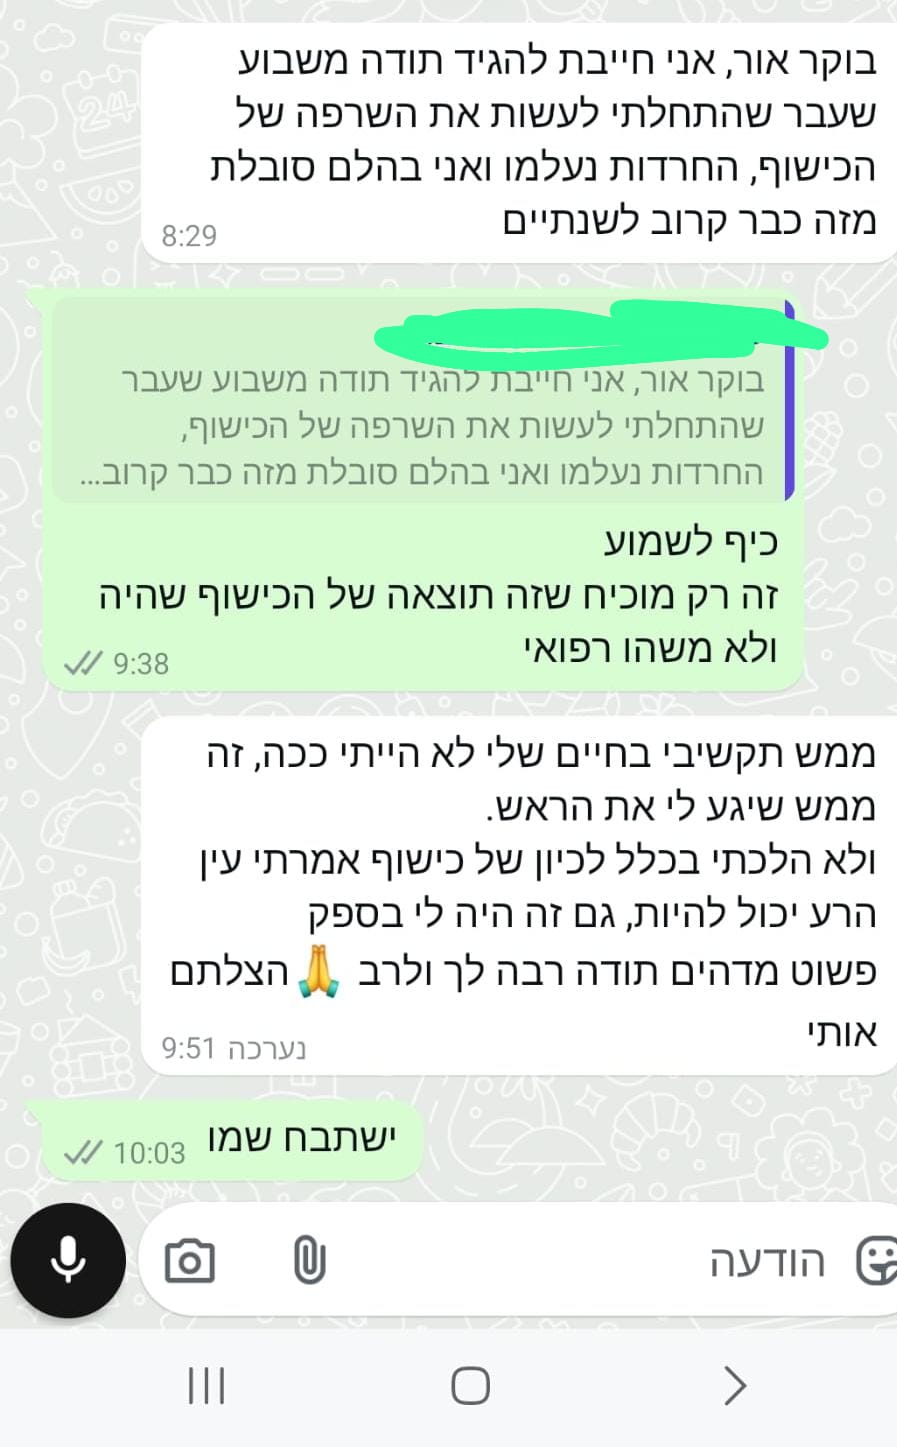 בוקר אור, אני חייבת להגיד תודה משבוע
שעבר שהתחלתי לעשות את השרפה של
הכישוף, החרדות נעלמו ואני בהלם סובלת
מזה כבר קרוב לשנתיים
8:29
בוקר אור, אני חייבת להגיד תודה משבוע שעבר
שהתחלתי לעשות את השרפה של הכישוף,
החרדות נעלמו ואני בהלם סובלת מזה כבר קרוב...
כיף לשמוע
זה רק מוכיח שזה תוצאה של הכישוף שהיה
ולא משהו רפואי
9:38
ממש תקשיבי בחיים שלי לא הייתי ככה, זה
ממש שיגע לי את הראש.
ולא הלכתי בכלל לכיון של כישוף אמרתי עין
הרע יכול להיות, גם זה היה לי בספק
פשוט מדהים תודה רבה לך ולרב 🙏הצלתם
אותי
נערכה 9:51
ישתבח שמו
10:03
הודעה